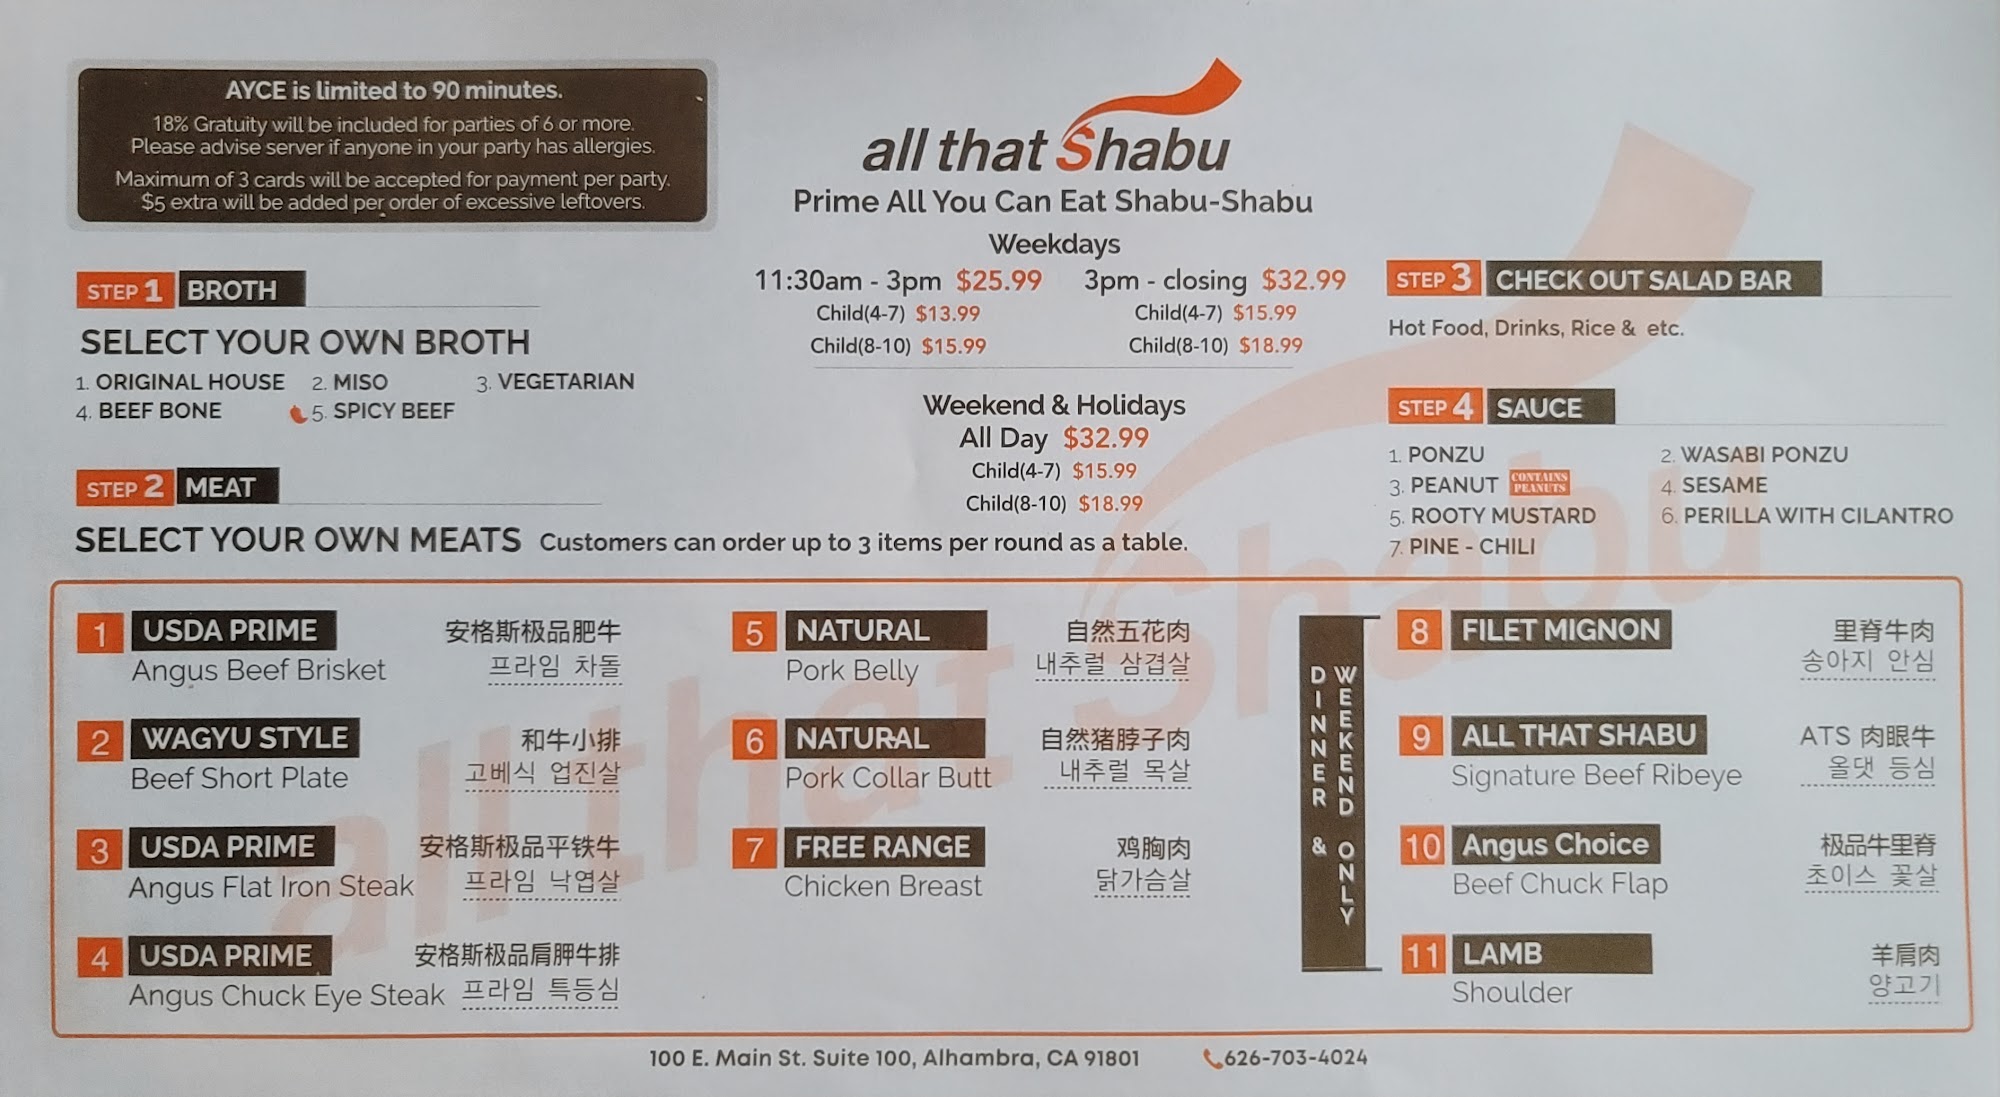 AYCE is limited to 90 minutes.
18% Gratuity will be included for parties of 6 or more.
Please advise server if anyone in your party has allergies.
Maximum of 3 cards will be accepted for payment per party.
$5 extra will be added per order of excessive leftovers.
all that Shabu
Prime All You Can Eat Shabu-Shabu
Weekdays
11:30am - 3pm $25.99 3pm - closing $32.99
Child(4-7) $13.99 Child(4-7) $15.99
Child(8-10) $15.99 Child(8-10) $18.99
Weekend & Holidays
All Day $32.99
Child(4-7) $15.99
Child(8-10) $18.99
STEP 1 BROTH
SELECT YOUR OWN BROTH
1. ORIGINAL HOUSE 2. MISO 3. VEGETARIAN
4. BEEF BONE 5. SPICY BEEF
STEP 2 MEAT
SELECT YOUR OWN MEATS Customers can order up to 3 items per round as a table.
STEP 3 CHECK OUT SALAD BAR
Hot Food, Drinks, Rice & etc.
STEP 4 SAUCE
1. PONZU 2. WASABI PONZU
3. PEANUT CONTAINS PEANUTS 4. SESAME
5. ROOTY MUSTARD 6. PERILLA WITH CILANTRO
7. PINE - CHILI
1 USDA PRIME 安格斯极品肥牛
Angus Beef Brisket 프라임 차돌
2 WAGYU STYLE 和牛小排
Beef Short Plate 고베식 업진살
3 USDA PRIME 安格斯极品平铁牛
Angus Flat Iron Steak 프라임 낙엽살
4 USDA PRIME 安格斯极品肩胛牛排
Angus Chuck Eye Steak 프라임 특등심
5 NATURAL 自然五花肉
Pork Belly 내추럴 삼겹살
6 NATURAL 自然猪脖子肉
Pork Collar Butt 내추럴 목살
7 FREE RANGE 鸡胸肉
Chicken Breast 닭가슴살
DINNER &
WEEKEND ONLY
8 FILET MIGNON 里脊牛肉
송아지 안심
9 ALL THAT SHABU ATS 肉眼牛
Signature Beef Ribeye 올댓 등심
10 Angus Choice 极品牛里脊
Beef Chuck Flap 초이스 꽃살
11 LAMB 羊肩肉
Shoulder 양고기
all that Shabu
100 E. Main St. Suite 100, Alhambra, CA 91801 626-703-4024